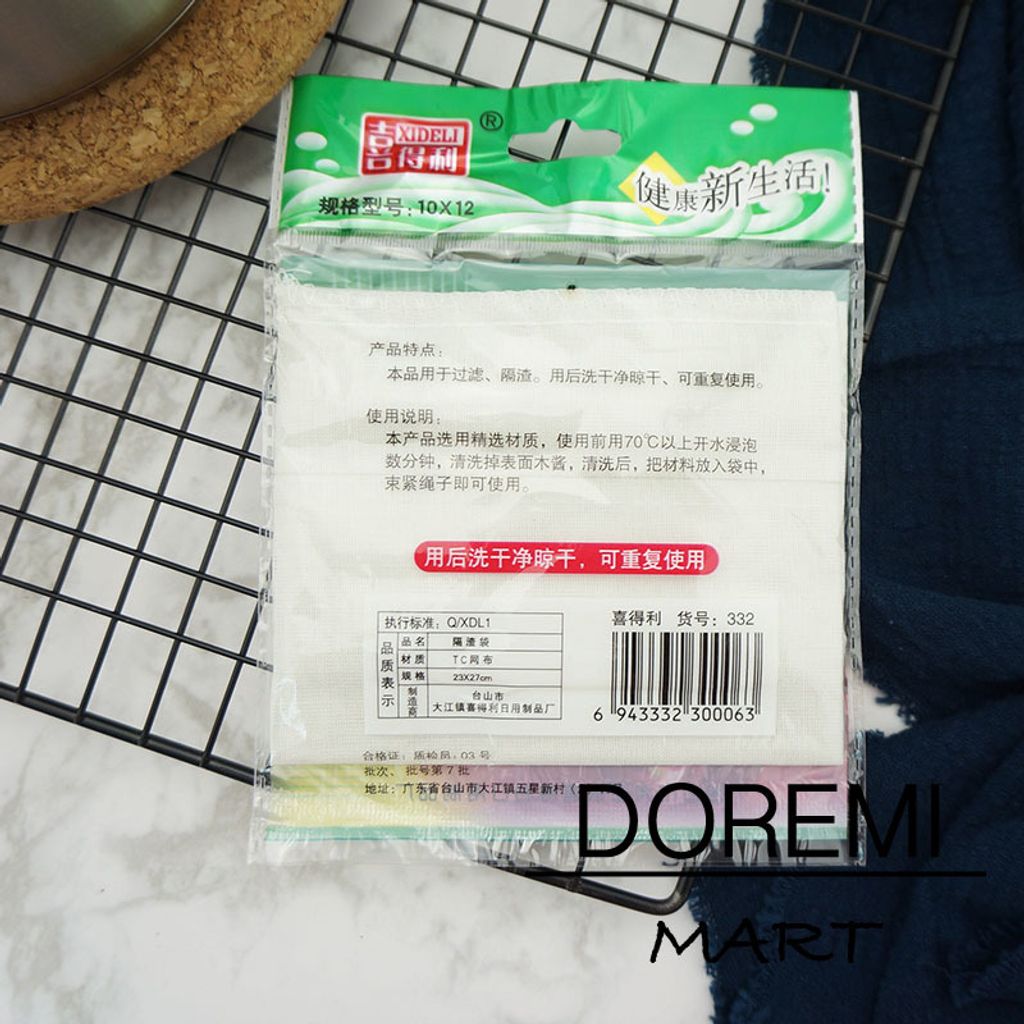 喜得利
XIDELI
®
健康新生活!
规格型号:10X12
产品特点:
本品用于过滤、隔渣。用后洗干净晾干、可重复使用。
使用说明:
本产品选用精选材质,使用前用70℃以上开水浸泡
数分钟,清洗掉表面木酱,清洗后,把材料放入袋中,
束紧绳子即可使用。
用后洗干净晾干,可重复使用
执行标准:Q/XDL1
品质表示
品名 隔渣袋
材质 TC网布
规格 23X27cm
制造商 台山市
大江镇喜得利日用制品厂
喜得利 货号:332
6 943332 300063
合格证:质检员:03号
批次、批号第7批
地址:广东省台山市大江镇五星新村(
DOREMI
MART